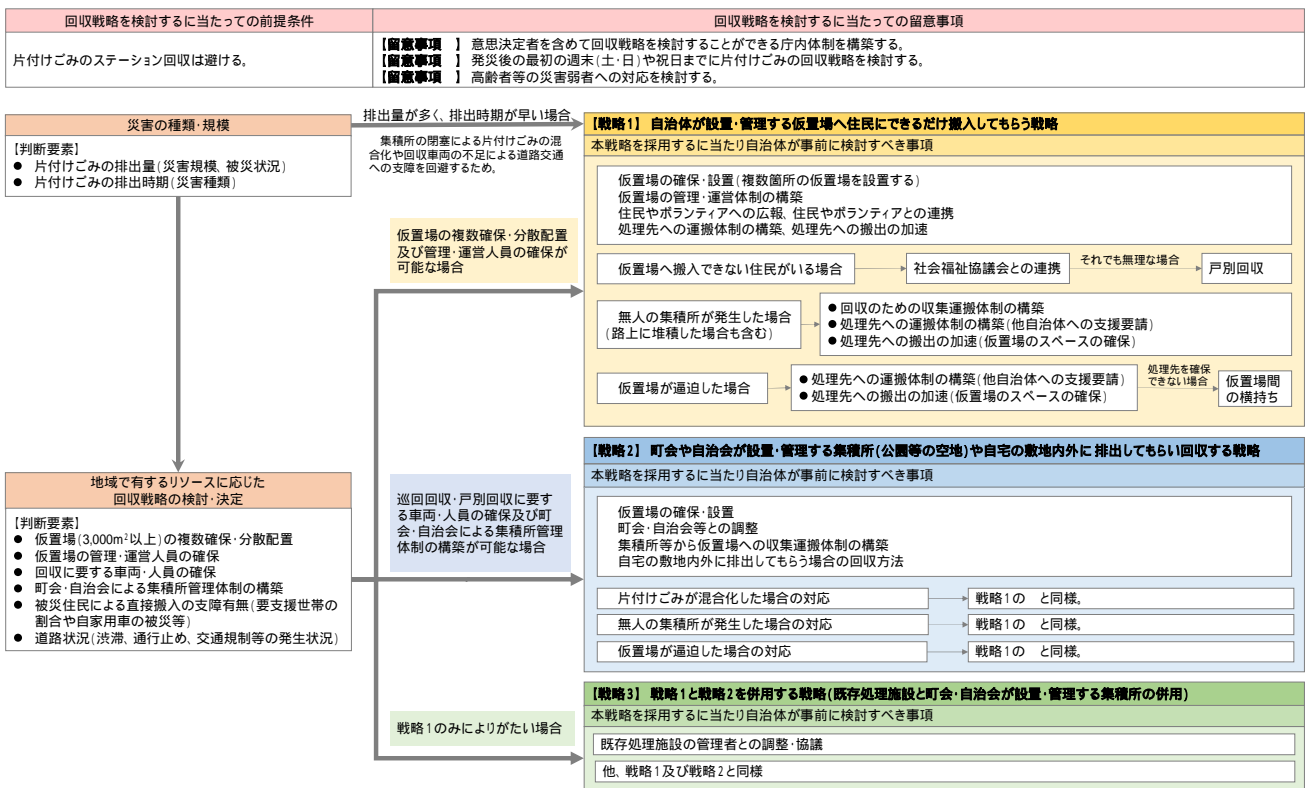 回収戦略を検討するに当たっての前提条件
回収戦略を検討するに当たっての留意事項
片付けごみのステーション回収は避ける。
【留意事項 】 意思決定者を含めて回収戦略を検討することができる庁内体制を構築する。
【留意事項 】 発災後の最初の週末(土・日)や祝日までに片付けごみの回収戦略を検討する。
【留意事項 】 高齢者等の災害弱者への対応を検討する。
災害の種類・規模
【判断要素】
● 片付けごみの排出量(災害規模、被災状況)
● 片付けごみの排出時期(災害種類)
排出量が多く、排出時期が早い場合
集積所の閉塞による片付けごみの混
合化や回収車両の不足による道路交通
への支障を回避するため。
【戦略1】 自治体が設置・管理する仮置場へ住民にできるだけ搬入してもらう戦略
本戦略を採用するに当たり自治体が事前に検討すべき事項
仮置場の確保・設置(複数箇所の仮置場を設置する)
仮置場の管理・運営体制の構築
住民やボランティアへの広報、住民やボランティアとの連携
処理先への運搬体制の構築、処理先への搬出の加速
仮置場へ搬入できない住民がいる場合
社会福祉協議会との連携
それでも無理な場合
戸別回収
無人の集積所が発生した場合
(路上に堆積した場合も含む)
● 回収のための収集運搬体制の構築
● 処理先への運搬体制の構築(他自治体への支援要請)
● 処理先への搬出の加速(仮置場のスペースの確保)
仮置場が逼迫した場合
● 処理先への運搬体制の構築(他自治体への支援要請)
● 処理先への搬出の加速(仮置場のスペースの確保)
処理先を確保
できない場合
仮置場間
の横持ち
仮置場の複数確保・分散配置
及び管理・運営人員の確保が
可能な場合
地域で有するリソースに応じた
回収戦略の検討・決定
【判断要素】
● 仮置場(3,000m²以上)の複数確保・分散配置
● 仮置場の管理・運営人員の確保
● 回収に要する車両・人員の確保
● 町会・自治会による集積所管理体制の構築
● 被災住民による直接搬入の支障有無(要支援世帯の
割合や自家用車の被災等)
● 道路状況(渋滞、通行止め、交通規制等の発生状況)
巡回回収・戸別回収に要す
る車両・人員の確保及び町
会・自治会による集積所管理
体制の構築が可能な場合
【戦略2】 町会や自治会が設置・管理する集積所(公園等の空地)や自宅の敷地内外に 排出してもらい回収する戦略
本戦略を採用するに当たり自治体が事前に検討すべき事項
仮置場の確保・設置
町会・自治会等との調整
集積所等から仮置場への収集運搬体制の構築
自宅の敷地内外に排出してもらう場合の回収方法
片付けごみが混合化した場合の対応
戦略1の と同様。
無人の集積所が発生した場合の対応
戦略1の と同様。
仮置場が逼迫した場合の対応
戦略1の と同様。
戦略1のみによりがたい場合
【戦略3】 戦略1と戦略2を併用する戦略(既存処理施設と町会・自治会が設置・管理する集積所の併用)
本戦略を採用するに当たり自治体が事前に検討すべき事項
既存処理施設の管理者との調整・協議
他、戦略1及び戦略2と同様